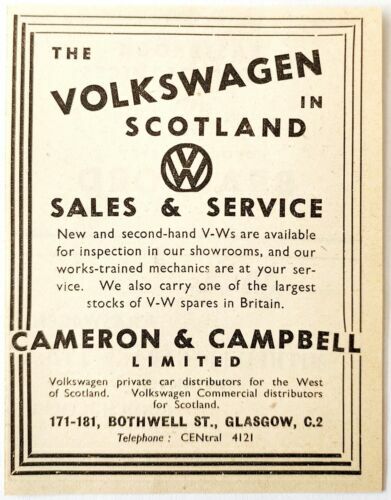 THE
VOLKSWAGEN
IN
SCOTLAND
VW
SALES & SERVICE
New and second-hand V-Ws are available
for inspection in our showrooms, and our
works-trained mechanics are at your ser-
vice. We also carry one of the largest
stocks of V-W spares in Britain.
CAMERON & CAMPBELL
LIMITED
Volkswagen private car distributors for the West
of Scotland. Volkswagen Commercial distributors
for Scotland.
171-181, BOTHWELL ST., GLASGOW, C.2
Telephone : CENtral 4121